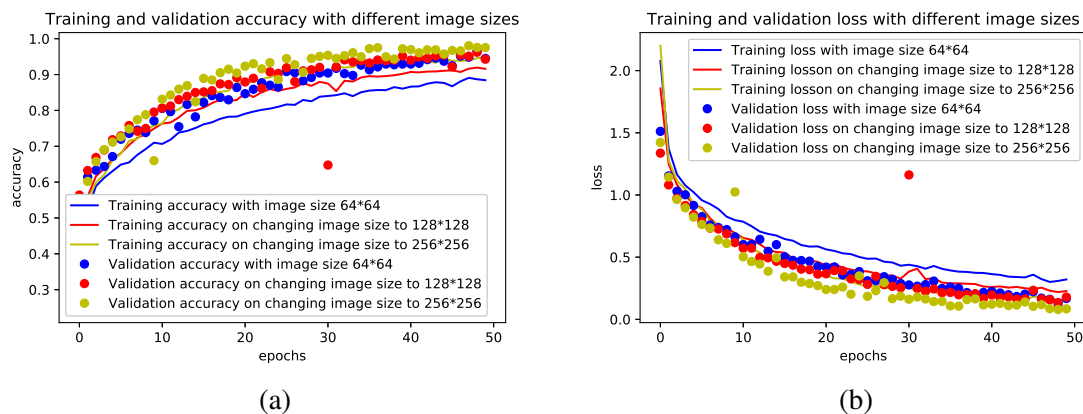 Training and validation accuracy with different image sizes
1.0
0.9
0.8
0.7
0.6
0.5
0.4
0.3
accuracy
Training accuracy with image size 64*64
Training accuracy on changing image size to 128*128
Training accuracy on changing image size to 256*256
Validation accuracy with image size 64*64
Validation accuracy on changing image size to 128*128
Validation accuracy on changing image size to 256*256
0 10 20 30 40 50
epochs
(a)
Training and validation loss with different image sizes
2.0
1.5
1.0
0.5
0.0
loss
Training loss with image size 64*64
Training losson on changing image size to 128*128
Training losson on changing image size to 256*256
Validation loss with image size 64*64
Validation loss on changing image size to 128*128
Validation loss on changing image size to 256*256
0 10 20 30 40 50
epochs
(b)